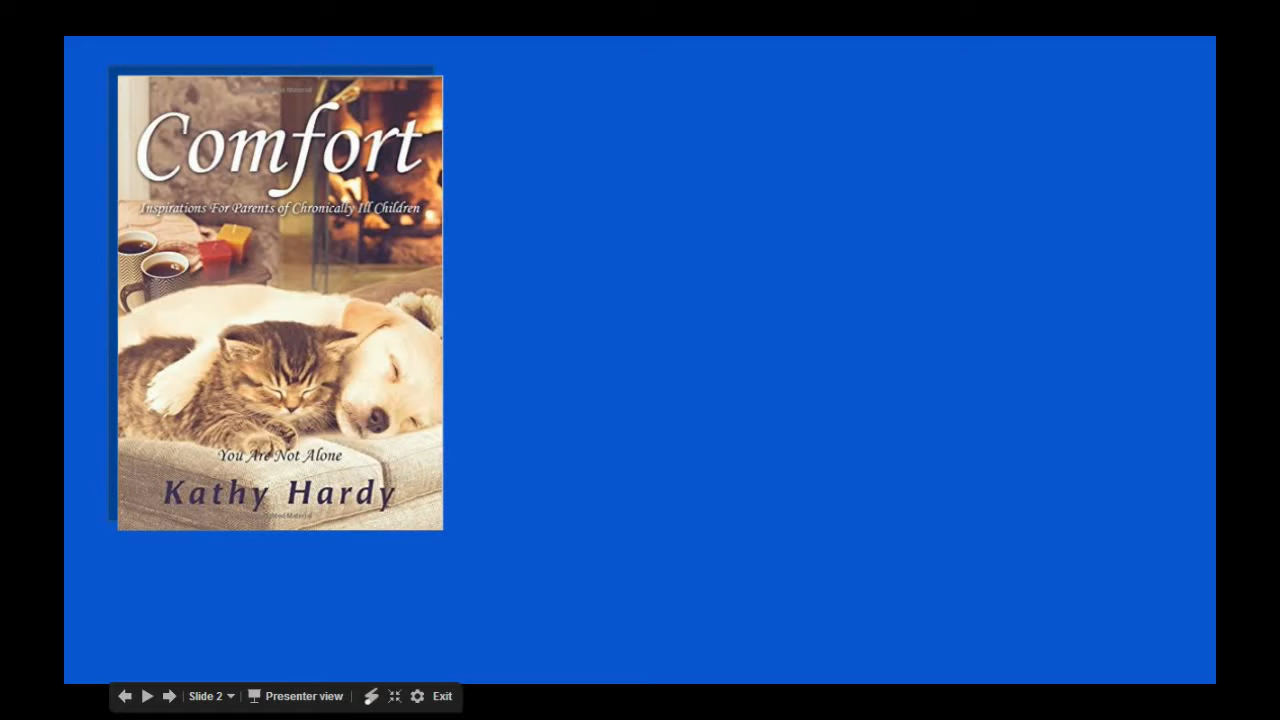 Comfort
Inspirations For Parents of Chronically Ill Children
You Are Not Alone
Kathy Hardy
Slide 2
Presenter view
Exit